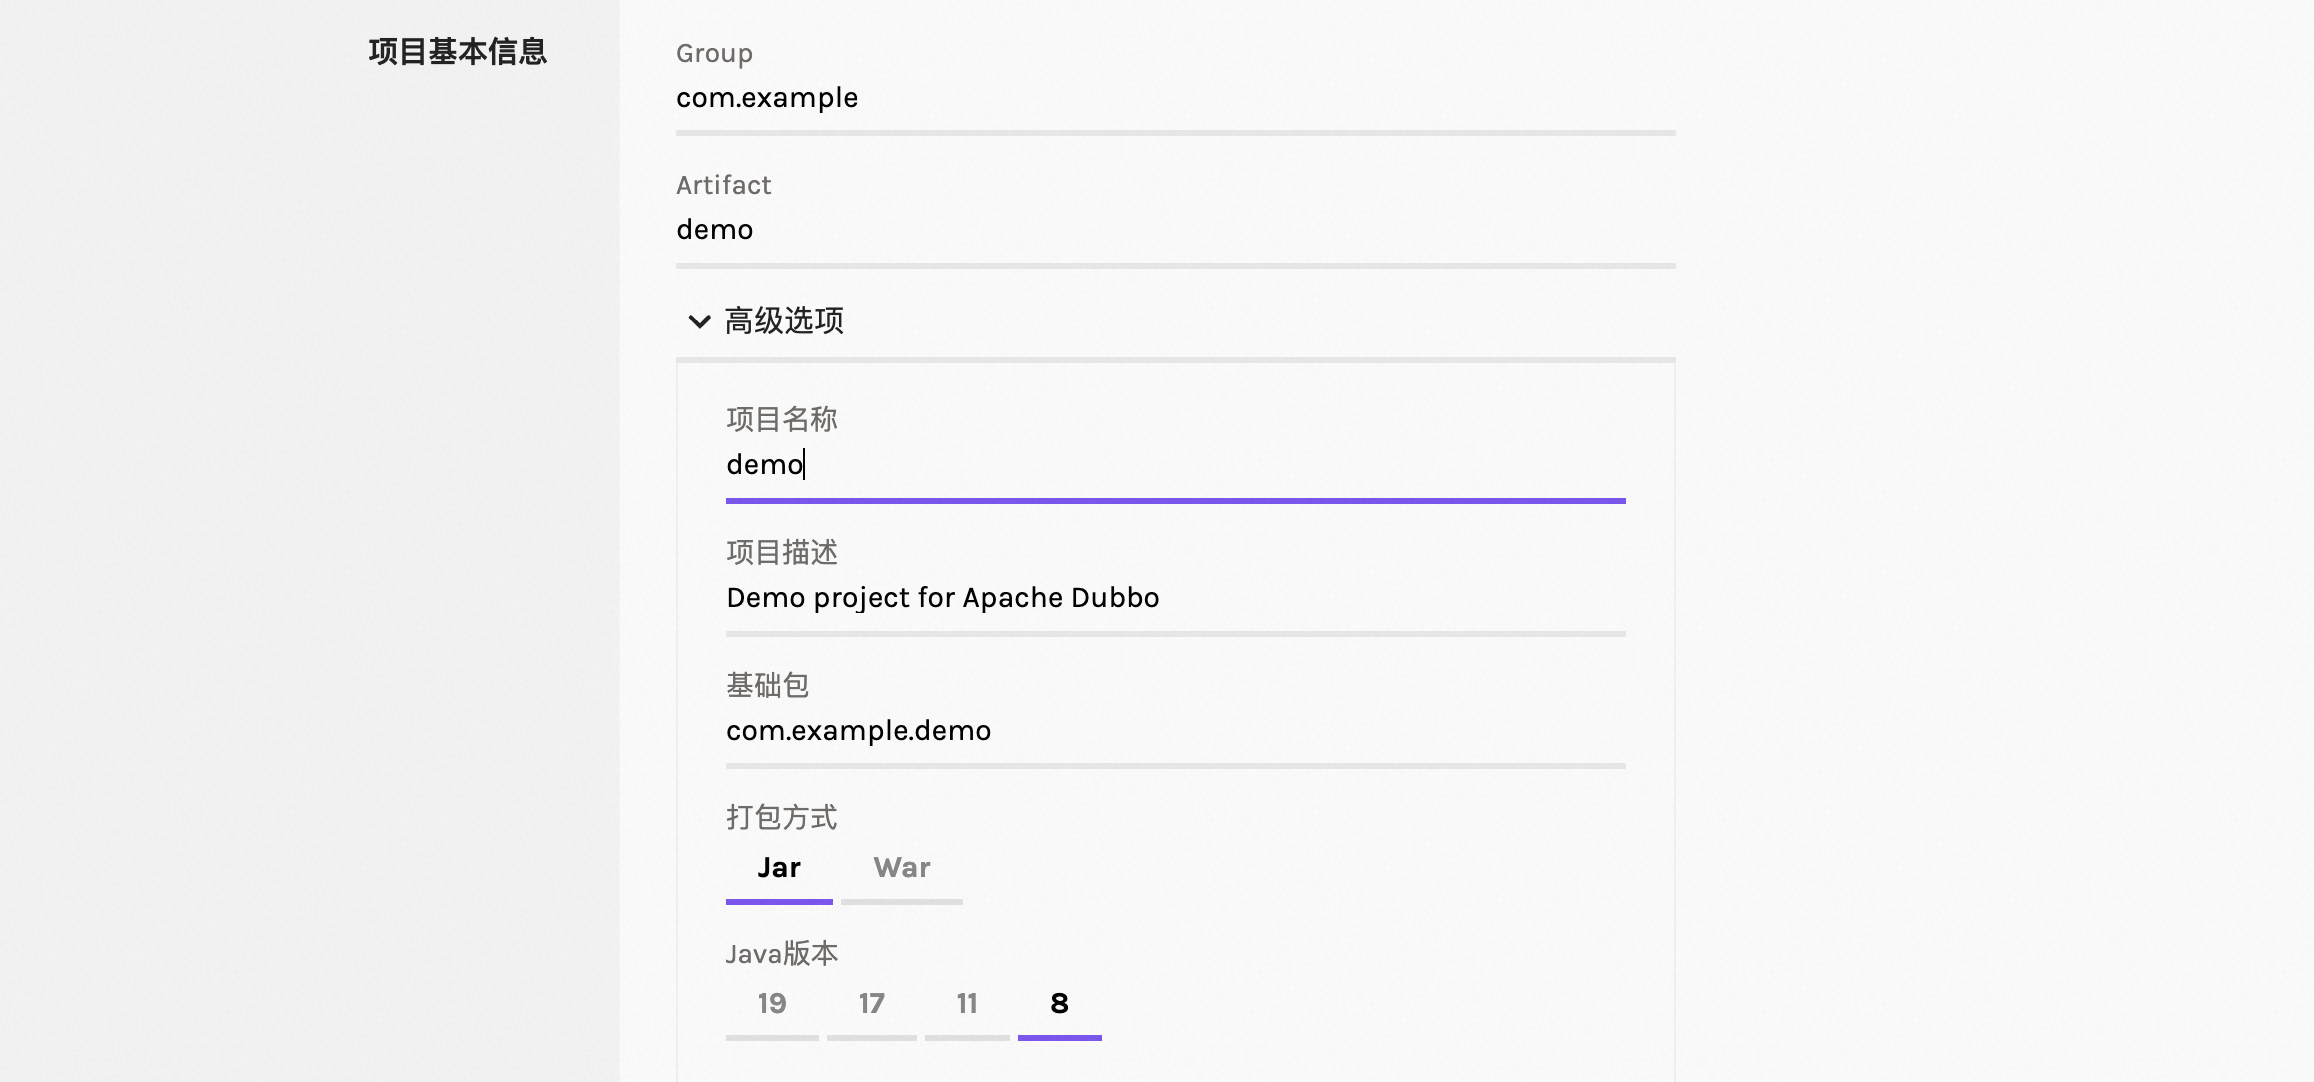 项目基本信息
Group
com.example
Artifact
demo
高级选项
项目名称
demo
项目描述
Demo project for Apache Dubbo
基础包
com.example.demo
打包方式
Jar War
Java版本
19 17 11 8